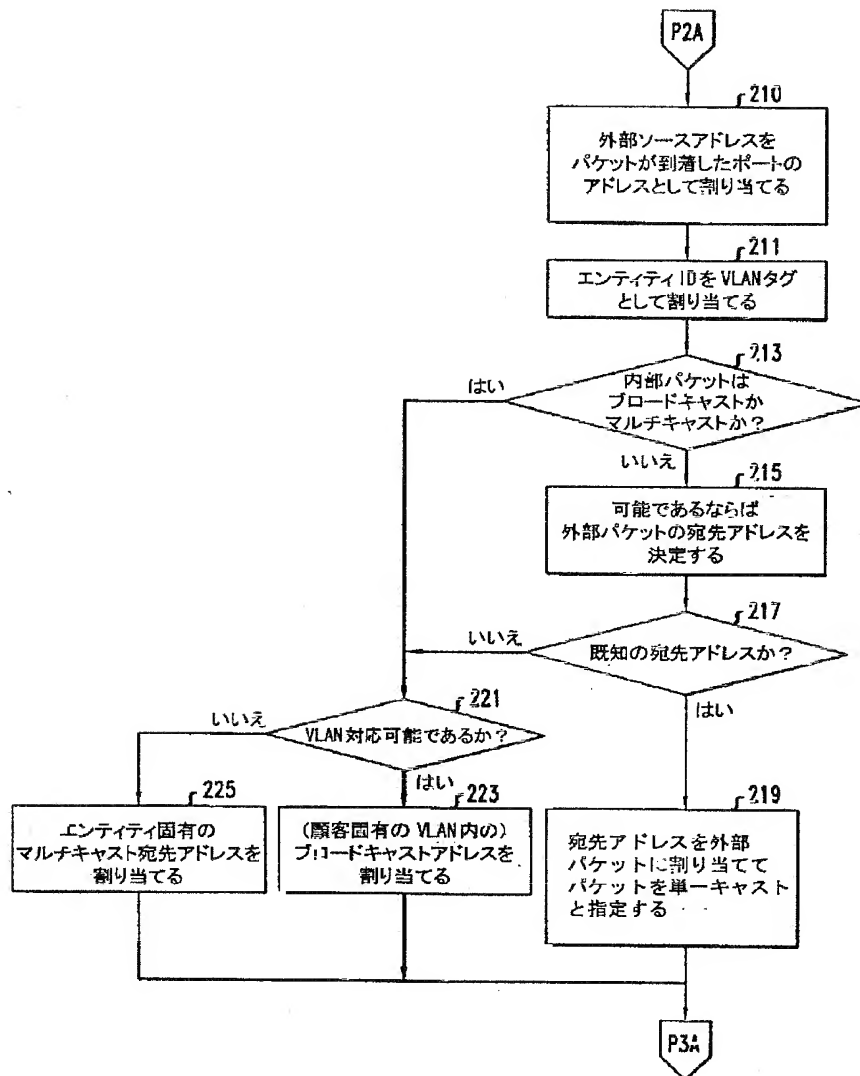 P2A
210
外部ソースアドレスを
パケットが到着したポートの
アドレスとして割り当てる
211
エンティティIDをVLANタグ
として割り当てる
213
はい
内部パケットは
ブロードキャストか
マルチキャストか?
いいえ
215
可能であるならば
外部パケットの宛先アドレスを
決定する
217
いいえ
既知の宛先アドレスか?
はい
221
いいえ
VLAN対応可能であるか?
はい
225
エンティティ固有の
マルチキャスト宛先アドレスを
割り当てる
223
(顧客固有のVLAN内の)
ブロードキャストアドレスを
割り当てる
219
宛先アドレスを外部
パケットに割り当てて
パケットを単一キャスト
と指定する
P3A